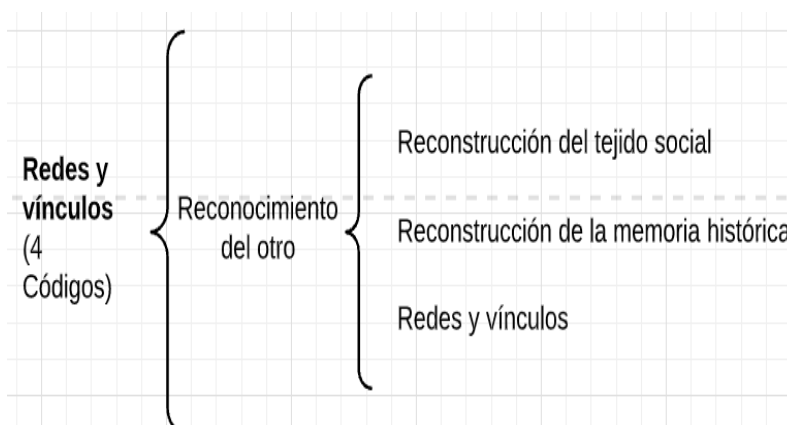 Redes y
vínculos
(4
Códigos)
Reconocimiento
del otro
Reconstrucción del tejido social
Reconstrucción de la memoria histórica
Redes y vínculos